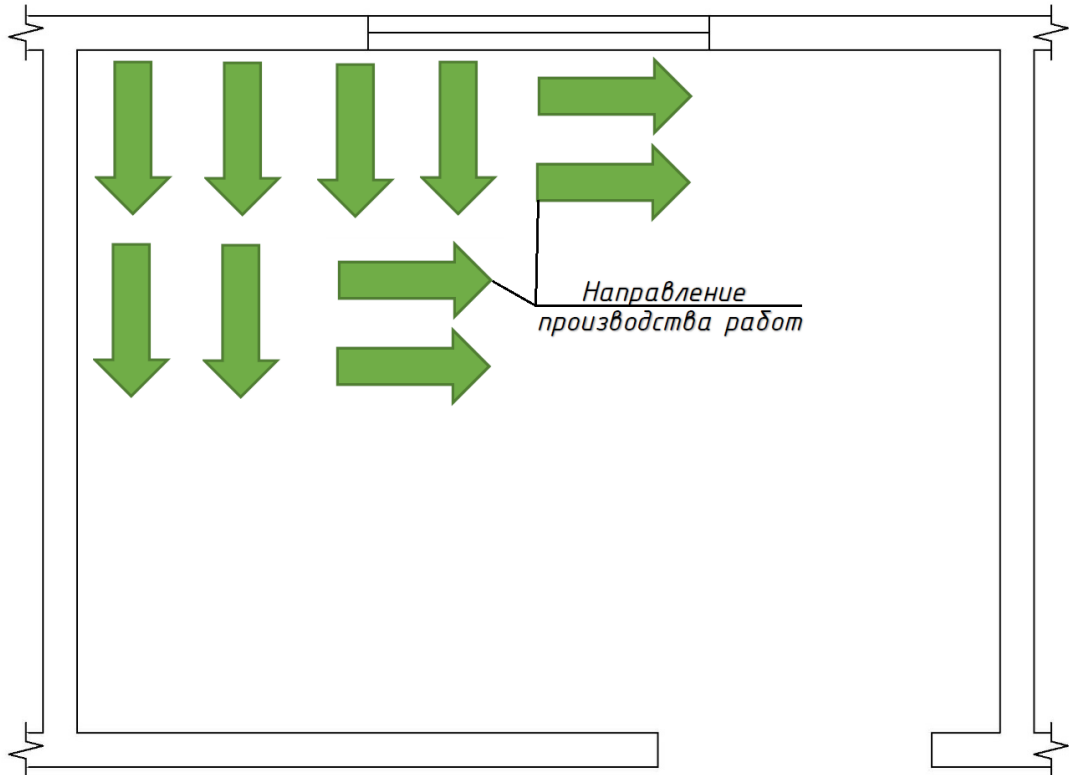 Направление
производства работ